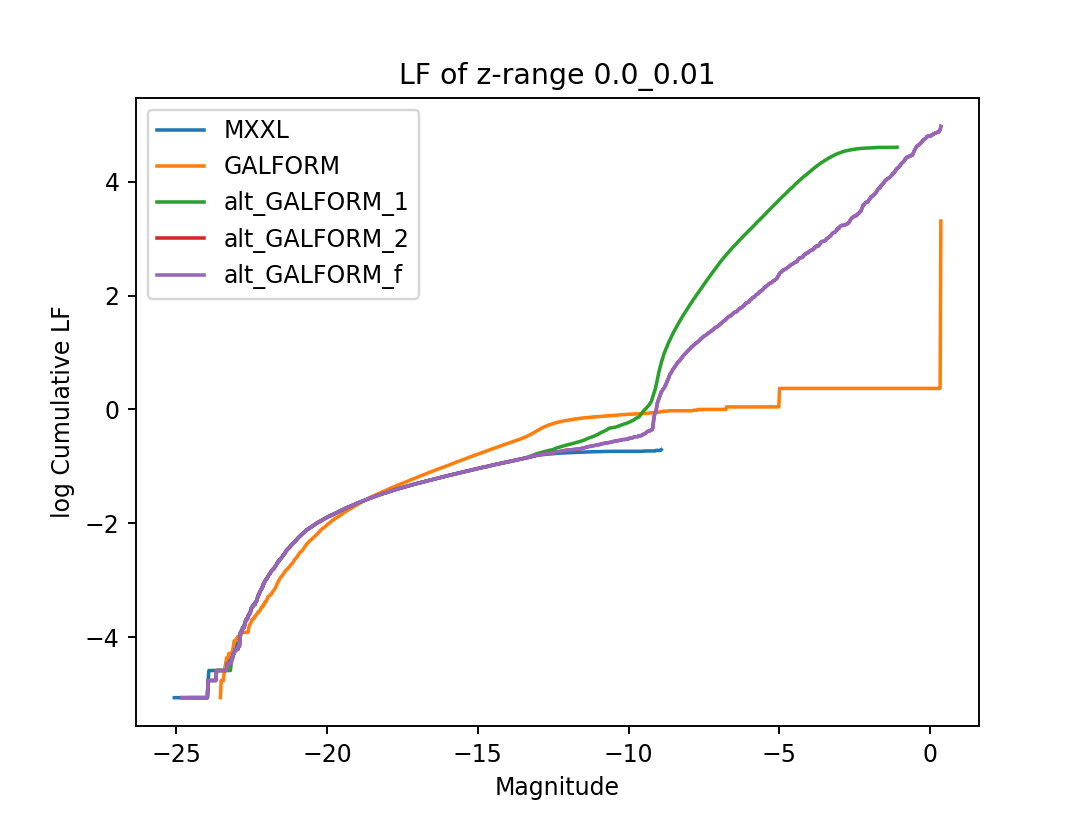 LF of z-range 0.0_0.01
MXXL
GALFORM
alt_GALFORM_1
alt_GALFORM_2
alt_GALFORM_f
log Cumulative LF
4
2
0
−2
−4
−25
−20
−15
−10
−5
0
Magnitude